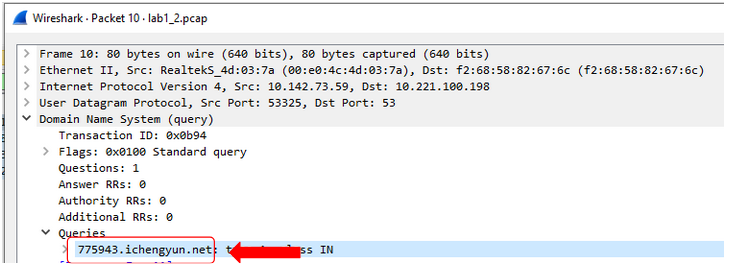 Wireshark · Packet 10 · lab1_2.pcap
Frame 10: 80 bytes on wire (640 bits), 80 bytes captured (640 bits)
Ethernet II, Src: RealtekS_4d:03:7a (00:e0:4c:4d:03:7a), Dst: f2:68:58:82:67:6c (f2:68:58:82:67:6c)
Internet Protocol Version 4, Src: 10.142.73.59, Dst: 10.221.100.198
User Datagram Protocol, Src Port: 53325, Dst Port: 53
Domain Name System (query)
Transaction ID: 0x0b94
Flags: 0x0100 Standard query
Questions: 1
Answer RRs: 0
Authority RRs: 0
Additional RRs: 0
Queries
775943.ichengyun.net: IN